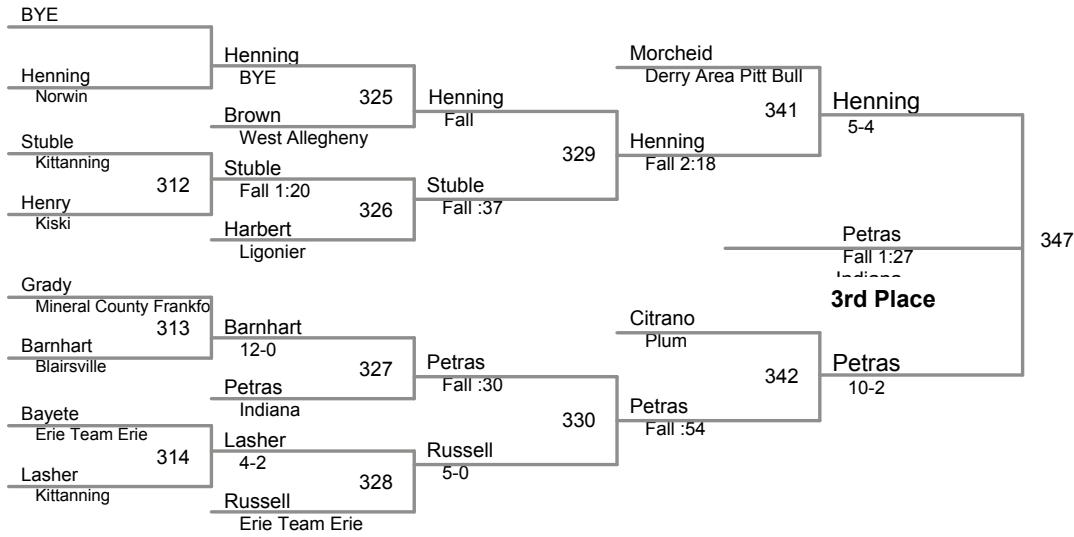 BYE
Henning
Norwin
Stuble
Kittanning
312
Henry
Kiski
Grady
Mineral County Frankfo
313
Barnhart
Blairsville
Bayete
Erie Team Erie
314
Lasher
Kittanning
Henning
BYE
325
Brown
West Allegheny
Stuble
Fall 1:20
326
Harbert
Ligonier
Barnhart
12-0
327
Petras
Indiana
Lasher
4-2
328
Russell
Erie Team Erie
Henning
Fall
329
Stuble
Fall :37
Petras
Fall :30
330
Russell
5-0
Morcheid
Derry Area Pitt Bull
341
Henning
Fall 2:18
Citrano
Plum
342
Petras
Fall :54
Henning
5-4
347
Petras
10-2
Petras
Fall 1:27
3rd Place